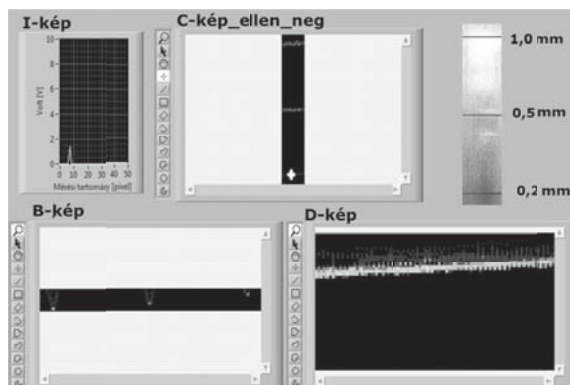 I-kép
Volt [V]
10
8
6
4
2
0
0 10 20 30 40 50
Mérési tartomány [pixel]
C-kép_ellen_neg
1,0 mm
0,5 mm
0,2 mm
B-kép
D-kép